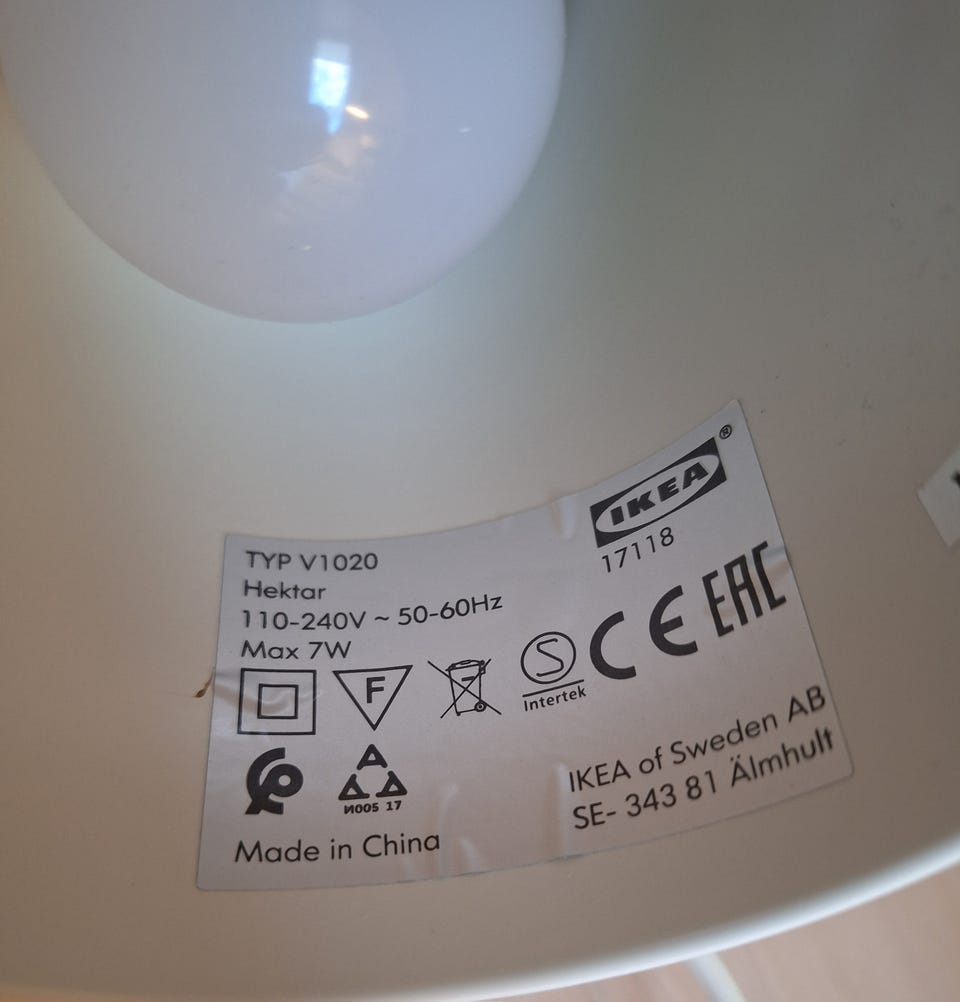 TYP V1020
Hektar
110-240V ~ 50-60Hz
Max 7W
IKEA®
17118
F
S
Intertek
CE
EAC
И005 17
Made in China
IKEA of Sweden AB
SE- 343 81 Älmhult